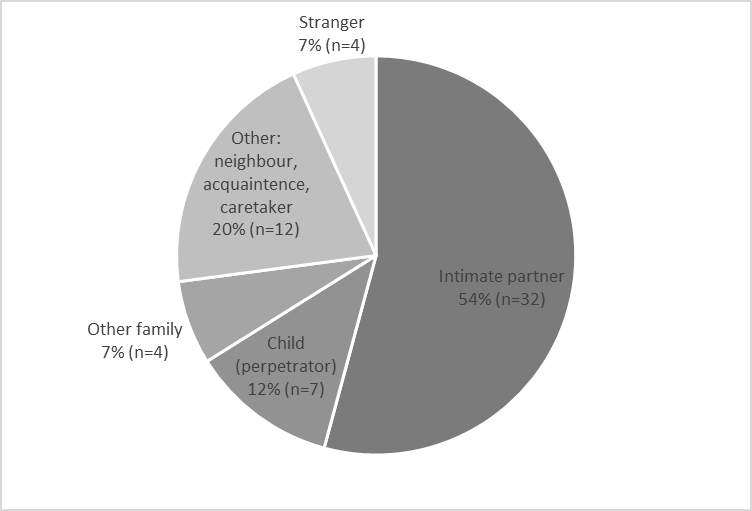 Stranger
7% (n=4)
Other:
neighbour,
acquaintence,
caretaker
20% (n=12)
Intimate partner
54% (n=32)
Other family
7% (n=4)
Child
(perpetrator)
12% (n=7)